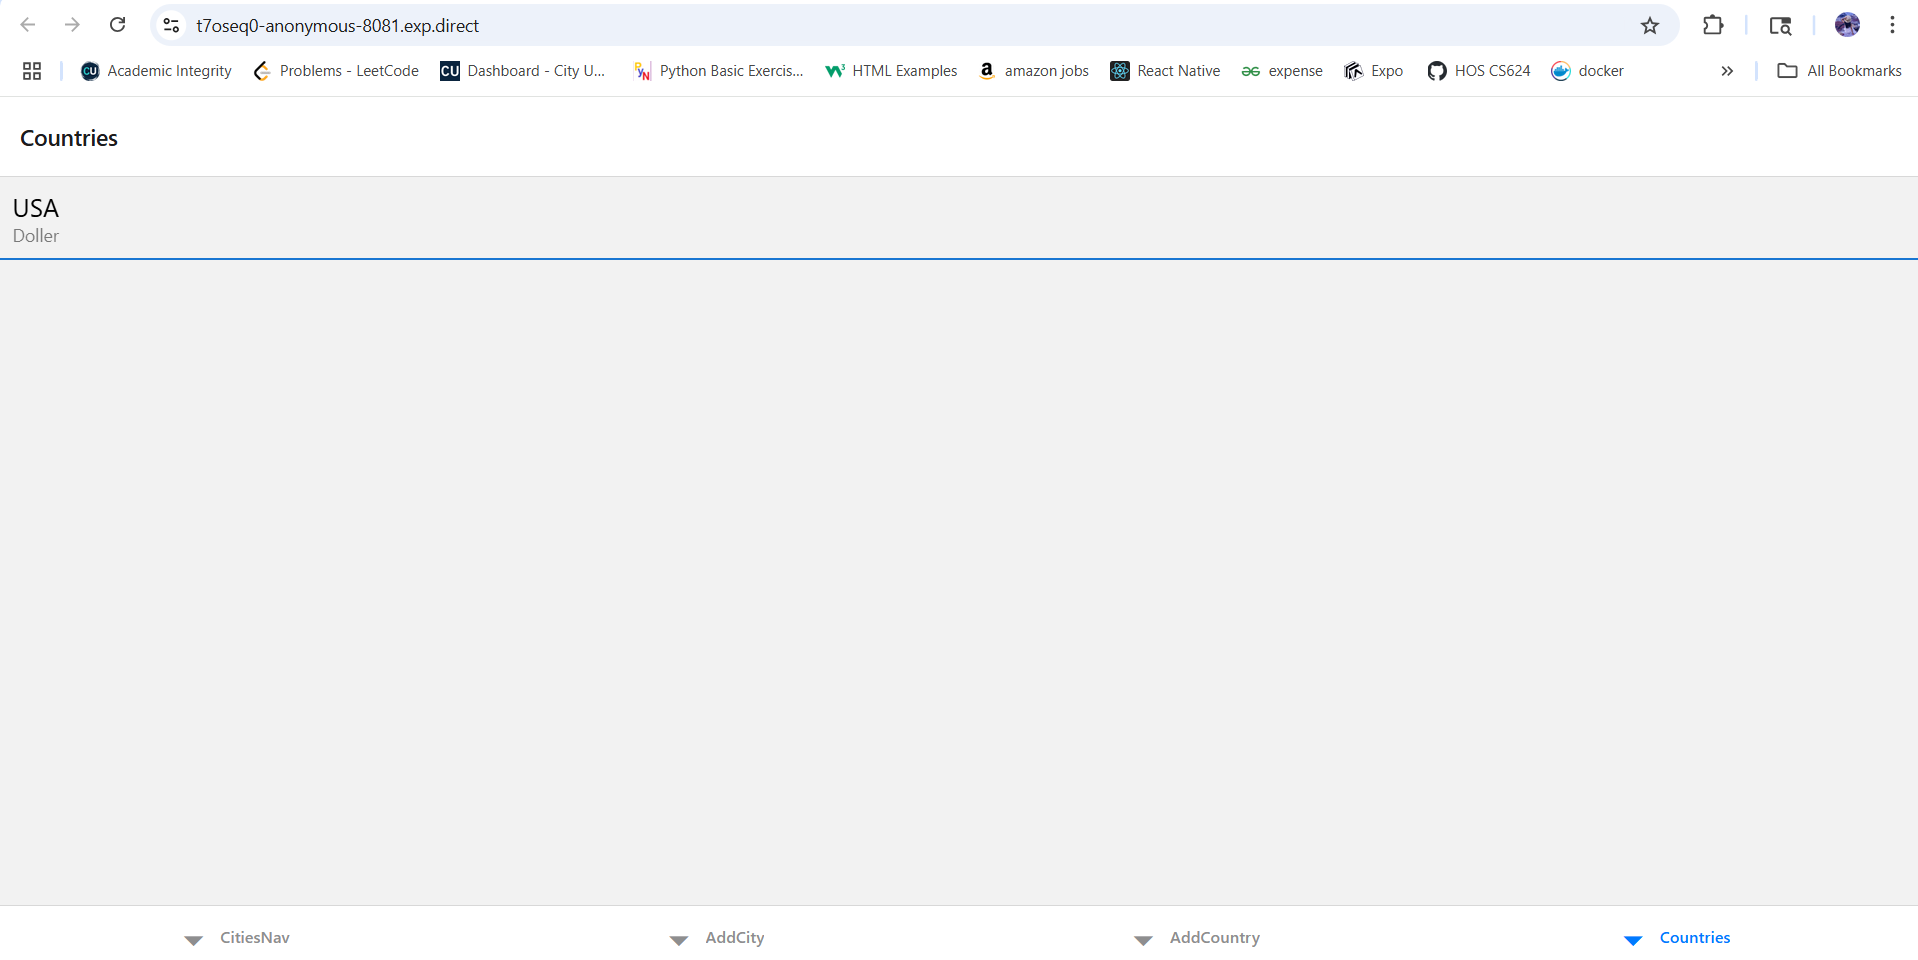 t7oseq0-anonymous-8081.exp.direct
Academic Integrity Problems - LeetCode CU Dashboard - City U... Python Basic Exercis... HTML Examples amazon jobs React Native expense Expo HOS CS624 docker All Bookmarks
Countries
USA
Doller
CitiesNav AddCity AddCountry Countries